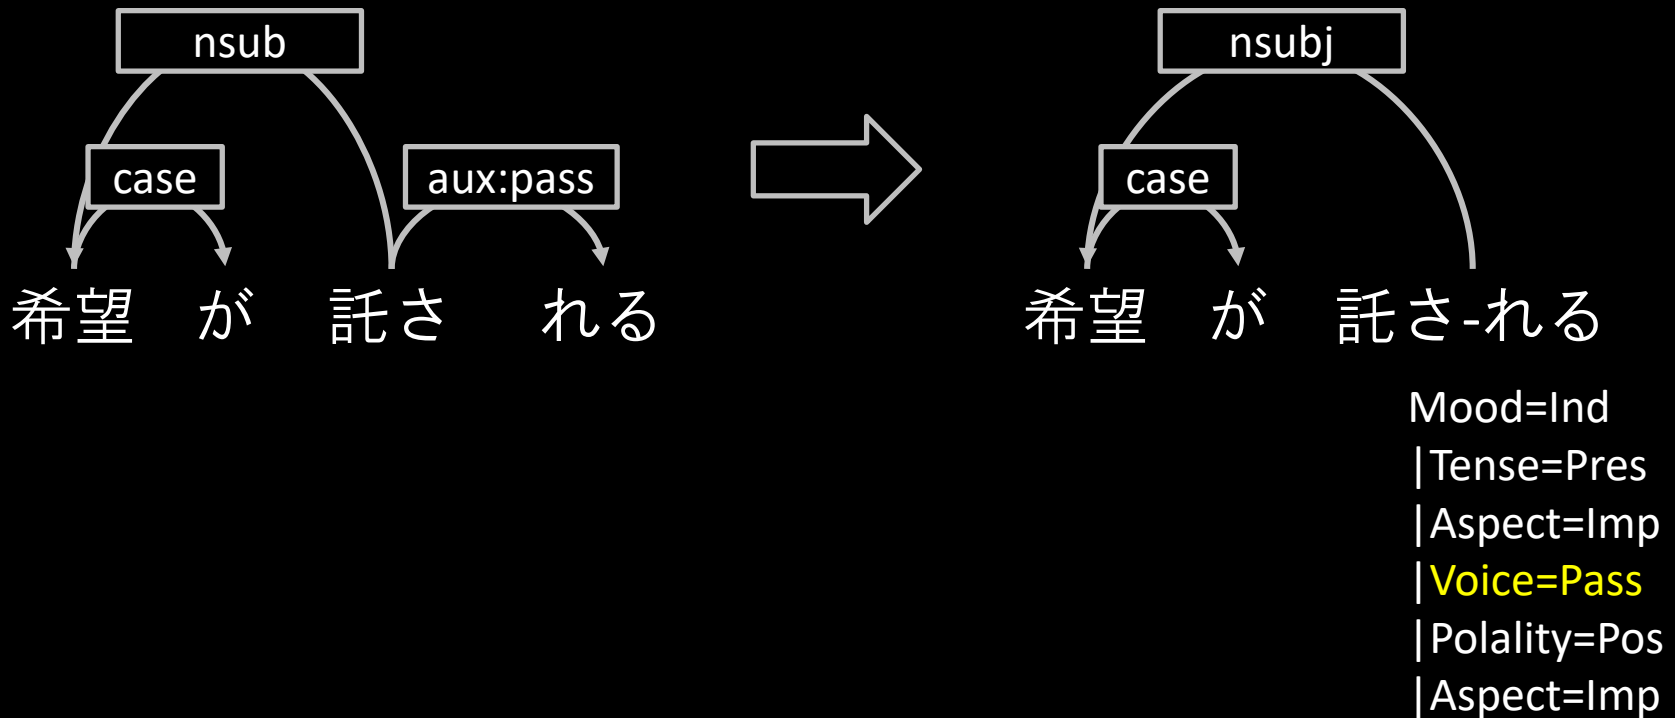 nsub
case
aux:pass
希望 が 託さ れる
nsubj
case
希望 が 託さ-れる
Mood=Ind
|Tense=Pres
|Aspect=Imp
|Voice=Pass
|Polality=Pos
|Aspect=Imp